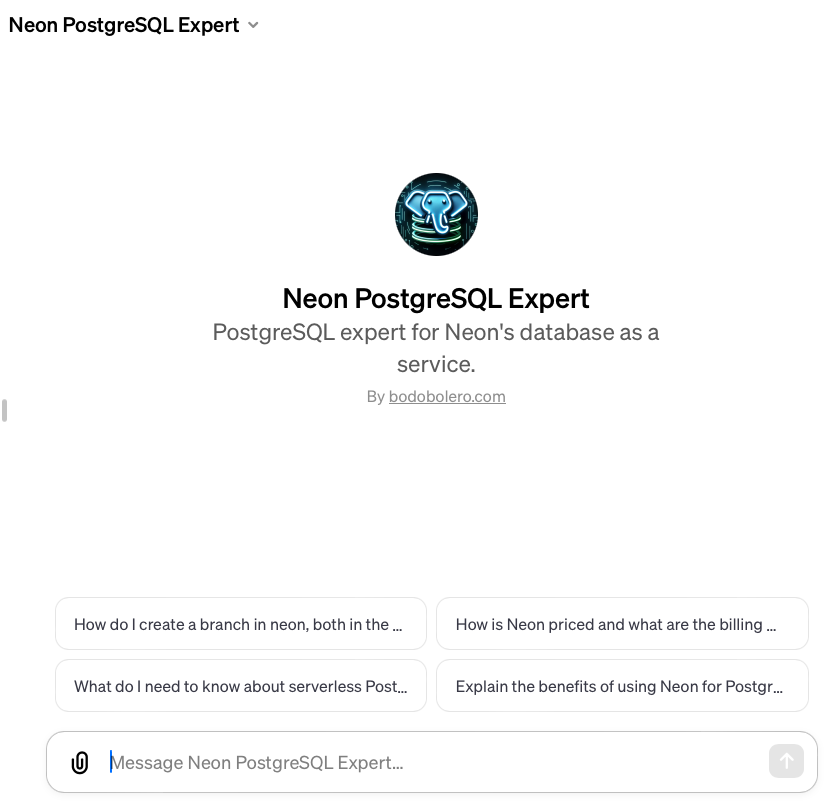 Neon PostgreSQL Expert
Neon PostgreSQL Expert
PostgreSQL expert for Neon's database as a
service.
By bodobolero.com
How do I create a branch in neon, both in the ...
How is Neon priced and what are the billing ...
What do I need to know about serverless Post...
Explain the benefits of using Neon for Postgr...
Message Neon PostgreSQL Expert...